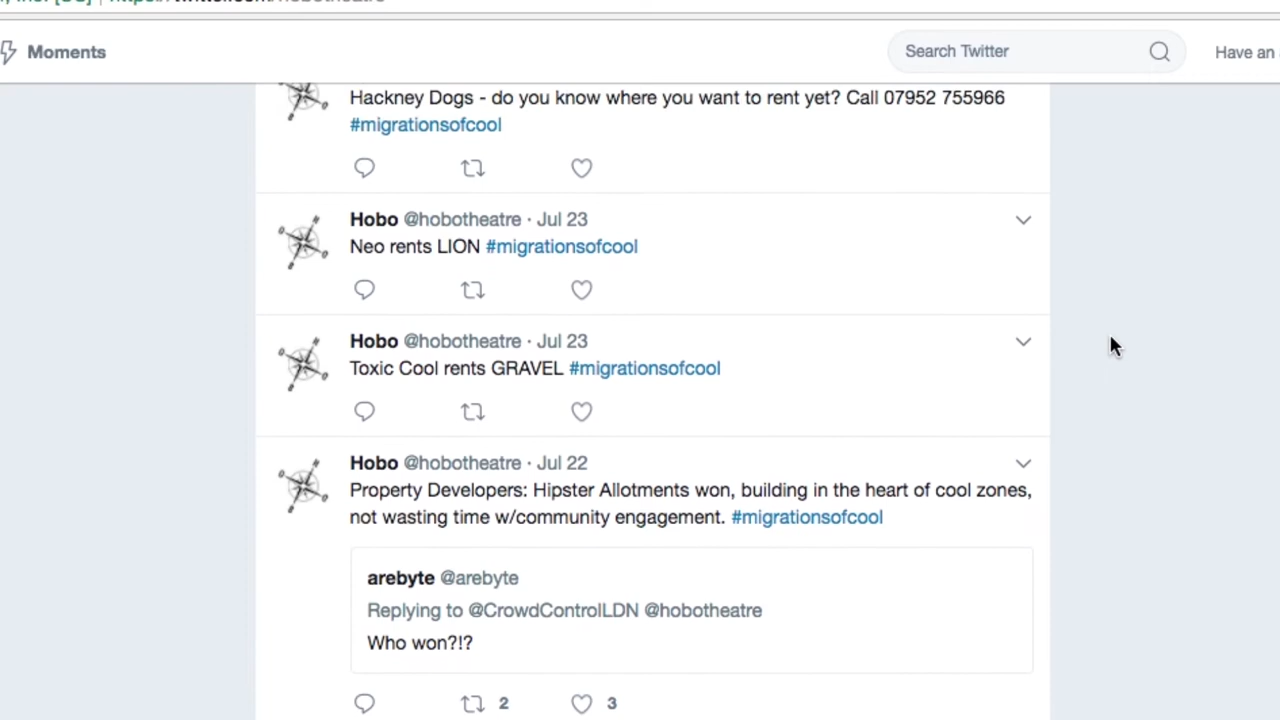 Moments
Search Twitter
Have an
Hackney Dogs - do you know where you want to rent yet? Call 07952 755966
#migrationsofcool
Hobo @hobotheatre · Jul 23
Neo rents LION #migrationsofcool
Hobo @hobotheatre · Jul 23
Toxic Cool rents GRAVEL #migrationsofcool
Hobo @hobotheatre · Jul 22
Property Developers: Hipster Allotments won, building in the heart of cool zones,
not wasting time w/community engagement. #migrationsofcool
arebyte @arebyte
Replying to @CrowdControlLDN @hobotheatre
Who won?!?
2
3